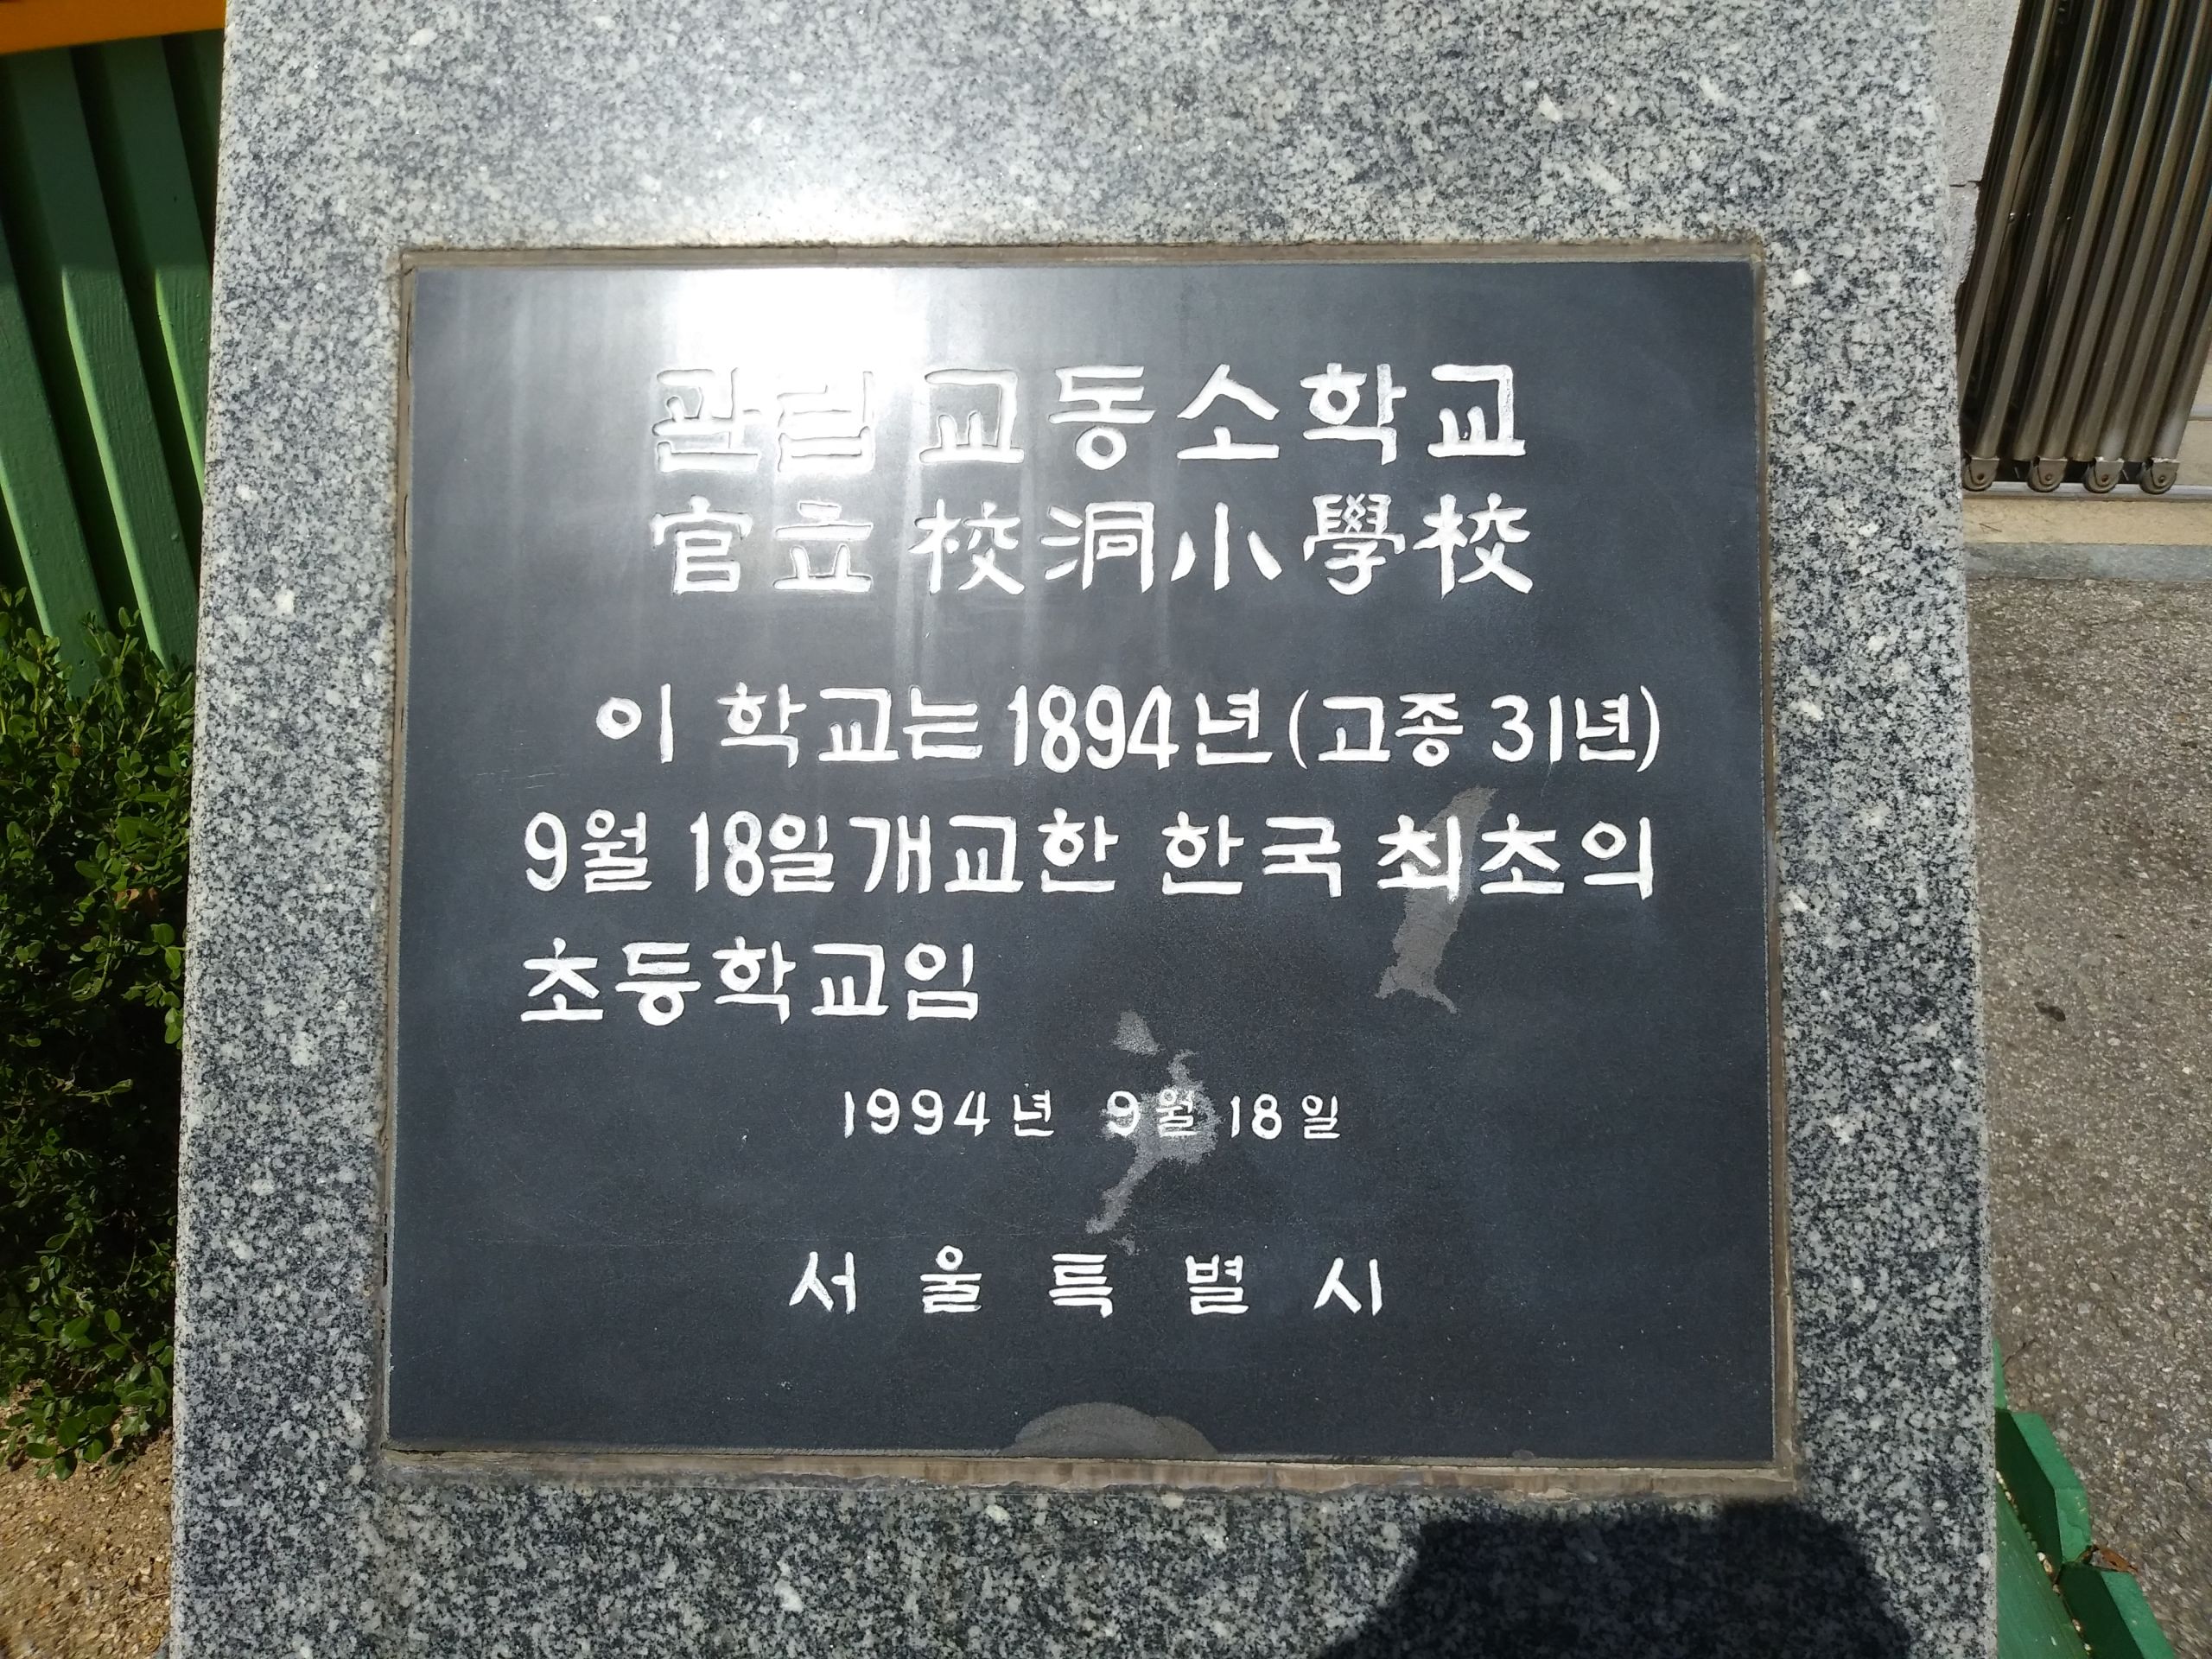 관립교동소학교
官立校洞小學校
이 학교는 1894년(고종 31년)
9월 18일 개교한 한국 최초의
초등학교임
1994년 9월 18일
서울특별시